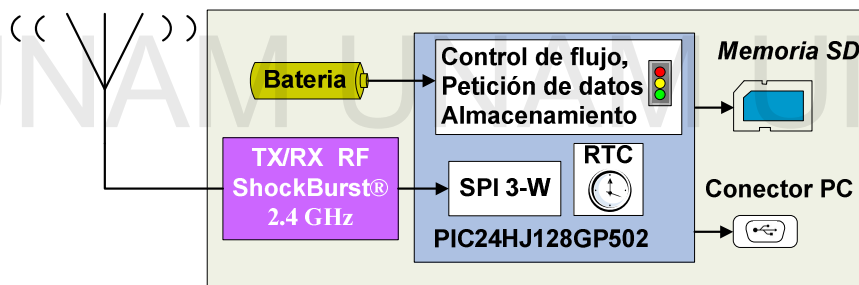 UNAM UNAM UN
Bateria
Control de flujo,
Petición de datos
Almacenamiento
Memoria SD
TX/RX RF
ShockBurst®
2.4 GHz
SPI 3-W
RTC
PIC24HJ128GP502
Conector PC